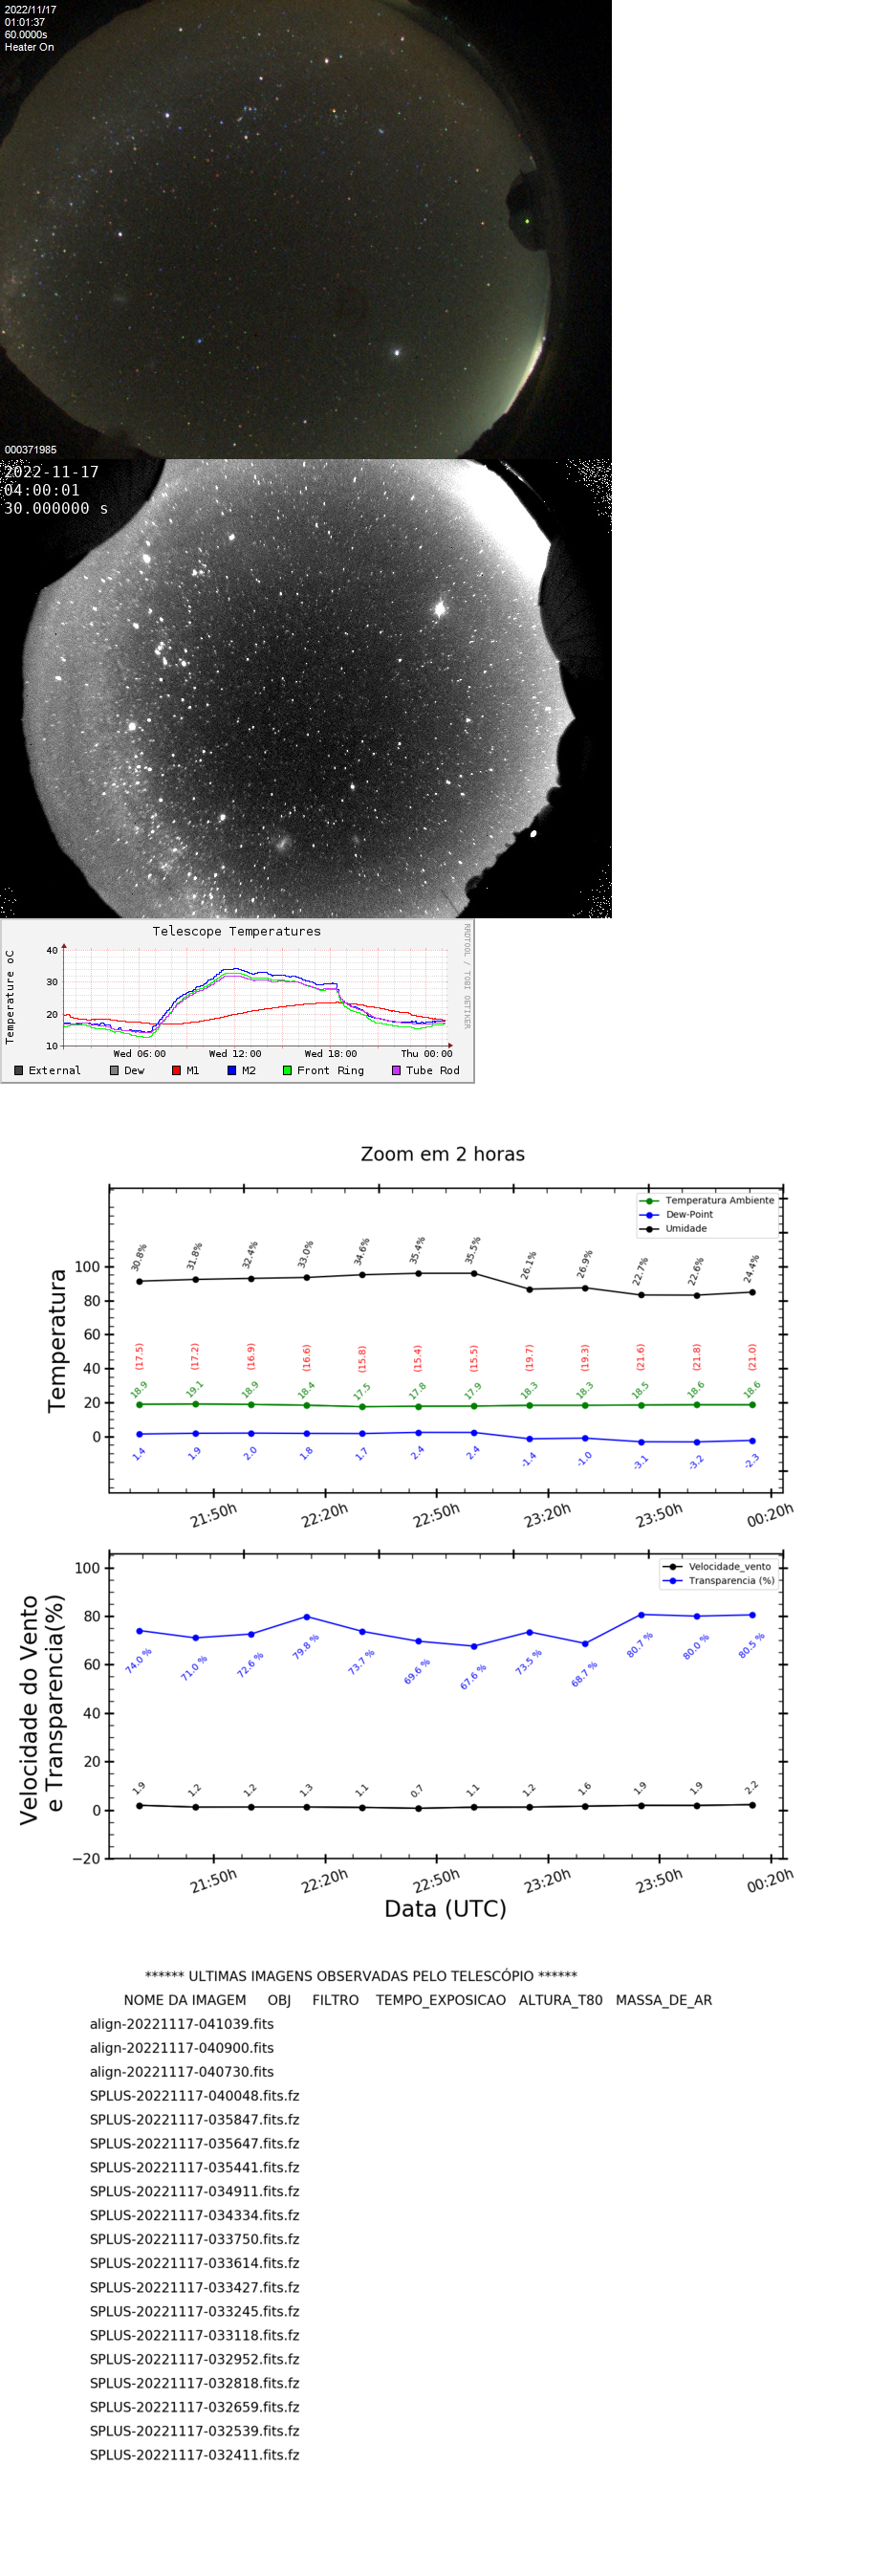 2022/11/17
01:01:37
60.0000s
Heater On
000371985
2022-11-17
04:00:01
30.000000 s
Telescope Temperatures
RRDTOOL / TOBI OETIKER
Temperature oC
40
30
20
10
Wed 06:00 Wed 12:00 Wed 18:00 Thu 00:00
External Dew M1 M2 Front Ring Tube Rod
Zoom em 2 horas
Temperatura Ambiente
Dew-Point
Umidade
Temperatura
100
80
60
40
20
0
30.8% 31.8% 32.4% 33.0% 34.6% 35.4% 35.5% 26.1% 26.9% 22.7% 22.6% 24.4%
(17.5) (17.2) (16.9) (16.6) (15.8) (15.4) (15.5) (19.7) (19.3) (21.6) (21.8) (21.0)
18.9 19.1 18.9 18.4 17.5 17.8 17.9 18.3 18.3 18.5 18.6 18.6
1.4 1.9 2.0 1.8 1.7 2.4 2.4 -1.4 -1.0 -3.1 -3.2 -2.3
21:50h 22:20h 22:50h 23:20h 23:50h 00:20h
Velocidade_vento
Transparencia (%)
Velocidade do Vento
e Transparencia(%)
100
80
60
40
20
0
−20
74.0 % 71.0 % 72.6 % 79.8 % 73.7 % 69.6 % 67.6 % 73.5 % 68.7 % 80.7 % 80.0 % 80.5 %
1.9 1.2 1.2 1.3 1.1 0.7 1.1 1.2 1.6 1.9 1.9 2.2
21:50h 22:20h 22:50h 23:20h 23:50h 00:20h
Data (UTC)
****** ULTIMAS IMAGENS OBSERVADAS PELO TELESCÓPIO ******
NOME DA IMAGEM OBJ FILTRO TEMPO_EXPOSICAO ALTURA_T80 MASSA_DE_AR
align-20221117-041039.fits
align-20221117-040900.fits
align-20221117-040730.fits
SPLUS-20221117-040048.fits.fz
SPLUS-20221117-035847.fits.fz
SPLUS-20221117-035647.fits.fz
SPLUS-20221117-035441.fits.fz
SPLUS-20221117-034911.fits.fz
SPLUS-20221117-034334.fits.fz
SPLUS-20221117-033750.fits.fz
SPLUS-20221117-033614.fits.fz
SPLUS-20221117-033427.fits.fz
SPLUS-20221117-033245.fits.fz
SPLUS-20221117-033118.fits.fz
SPLUS-20221117-032952.fits.fz
SPLUS-20221117-032818.fits.fz
SPLUS-20221117-032659.fits.fz
SPLUS-20221117-032539.fits.fz
SPLUS-20221117-032411.fits.fz